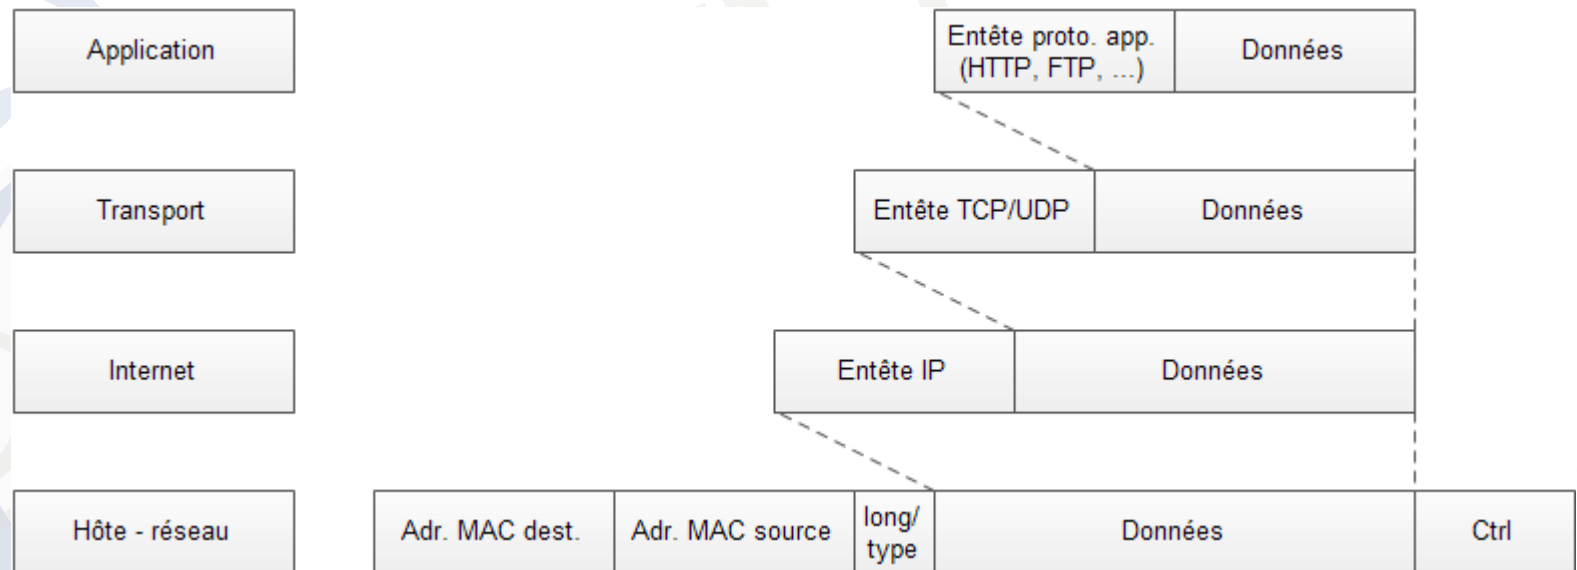 Application
Entête proto. app.
(HTTP, FTP, ...)
Données
Transport
Entête TCP/UDP
Données
Internet
Entête IP
Données
Hôte - réseau
Adr. MAC dest.
Adr. MAC source
long/
type
Données
Ctrl